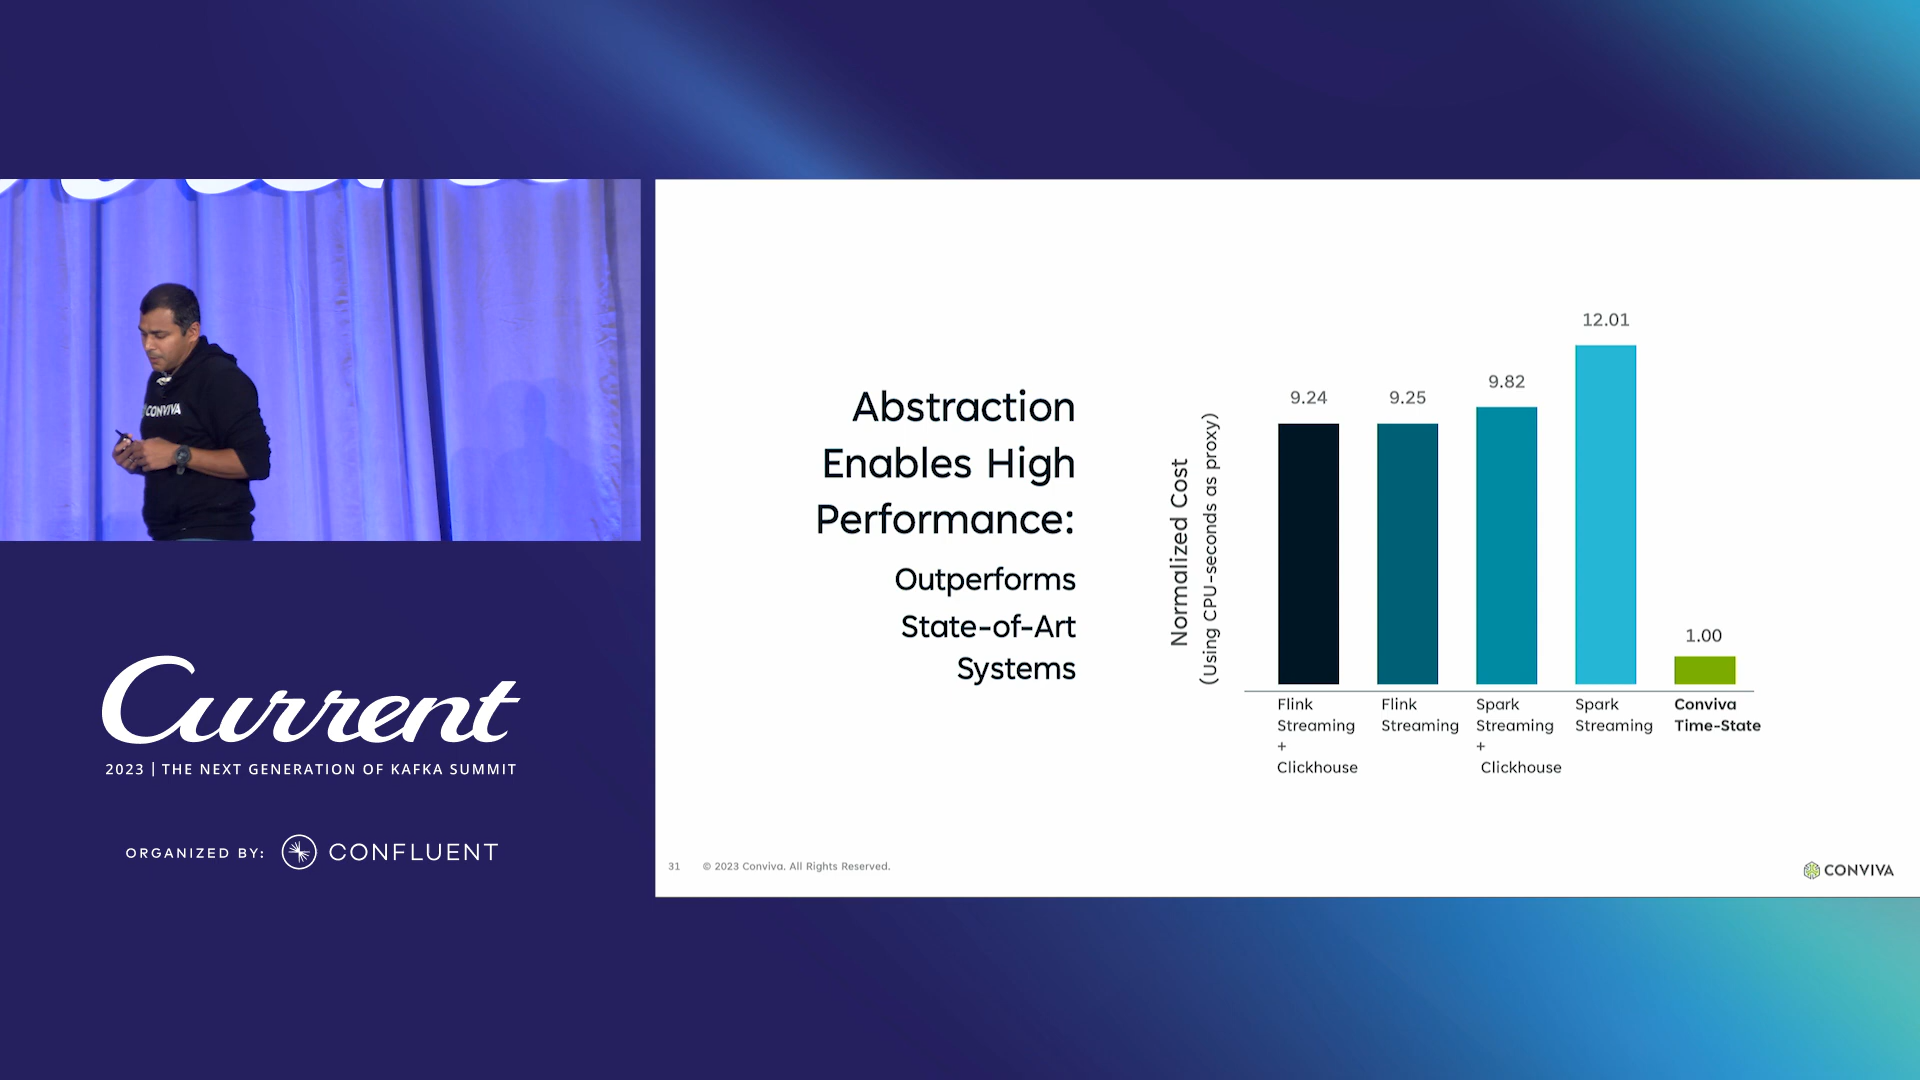 CONVIVA
Current
2023 | THE NEXT GENERATION OF KAFKA SUMMIT
ORGANIZED BY: CONFLUENT
Abstraction
Enables High
Performance:
Outperforms
State-of-Art
Systems
Normalized Cost
(Using CPU-seconds as proxy)
9.24
9.25
9.82
12.01
1.00
Flink
Streaming
+
Clickhouse
Flink
Streaming
Spark
Streaming
+
Clickhouse
Spark
Streaming
Conviva
Time-State
31 © 2023 Conviva. All Rights Reserved.
CONVIVA